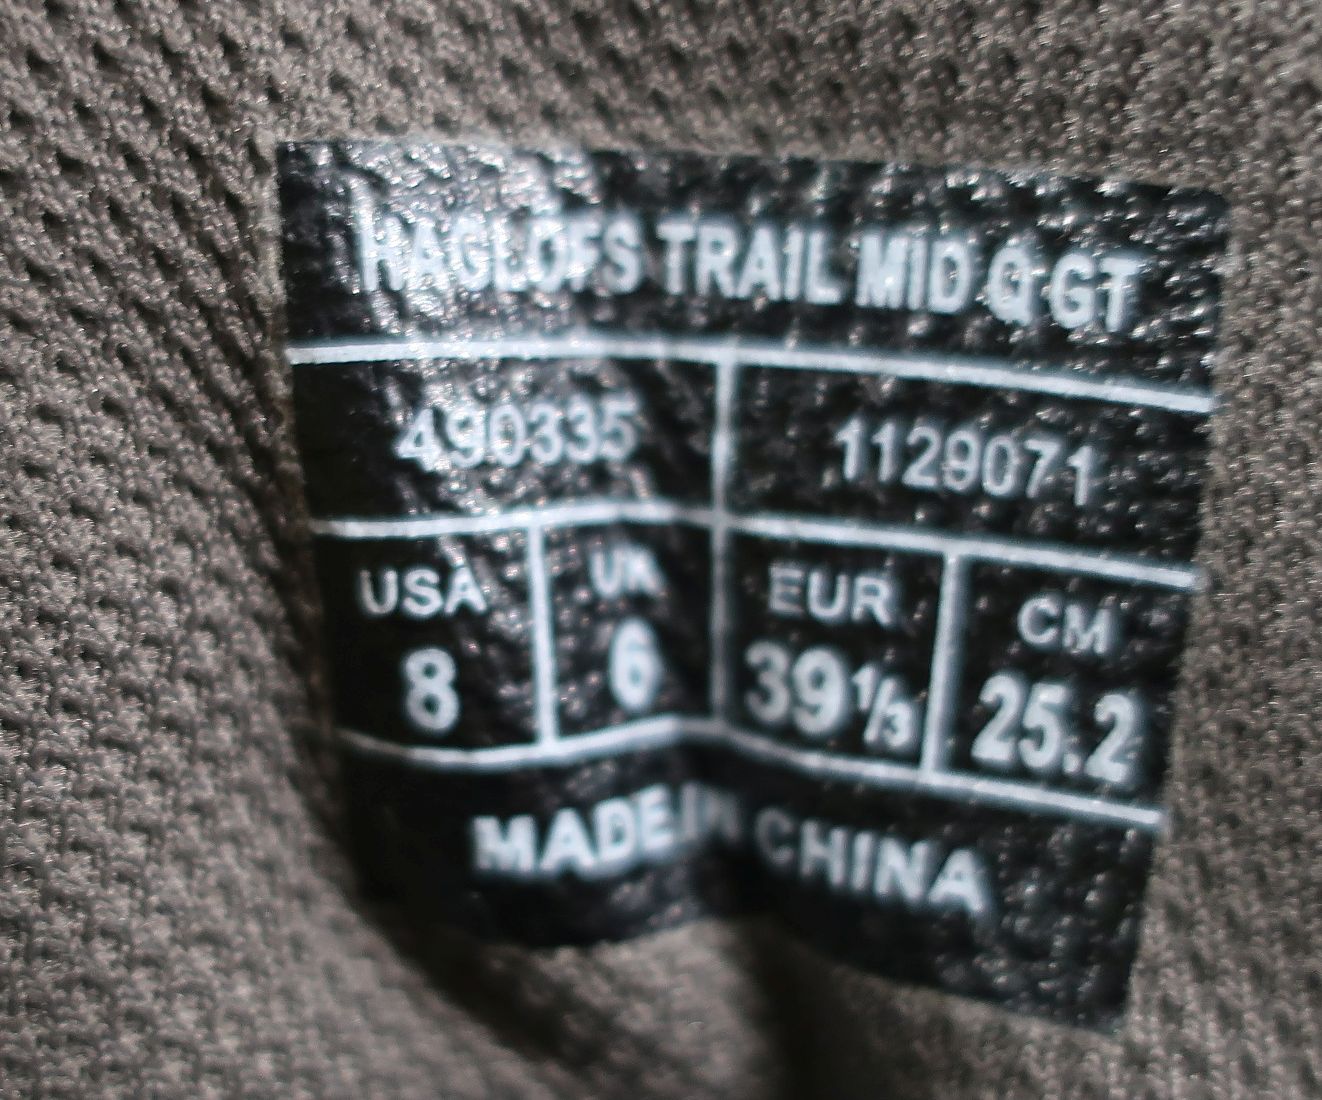 HAGLOFS TRAIL MID Q GT
490335 1129071
USA UK EUR CM
8 6 39⅓ 25.2
MADE IN CHINA